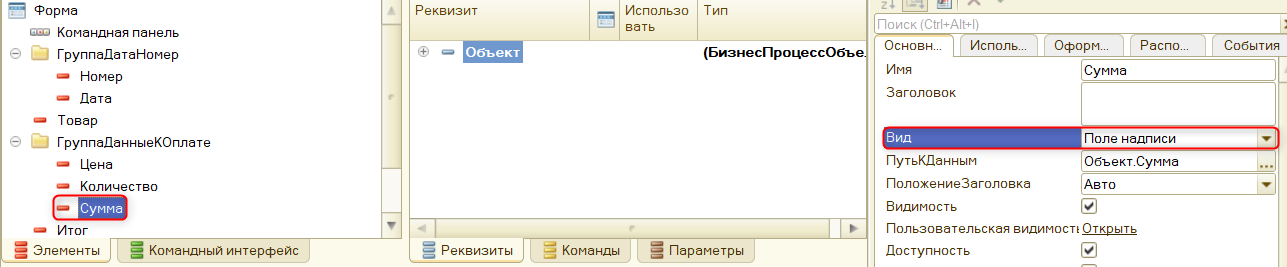 Форма
Командная панель
ГруппаДатаНомер
Номер
Дата
Товар
ГруппаДанныеКОплате
Цена
Количество
Сумма
Итог
Элементы
Командный интерфейс
Реквизит
Использо
вать
Тип
Объект
(БизнесПроцессОбъе
Реквизиты
Команды
Параметры
Поиск (Ctrl+Alt+I)
Основн...
Исполь...
Оформ...
Распо...
События
Имя
Сумма
Заголовок
Вид
Поле надписи
ПутьКДанным
Объект.Сумма
...
ПоложениеЗаголовка
Авто
Видимость
Пользовательская видимость
Открыть
Доступность